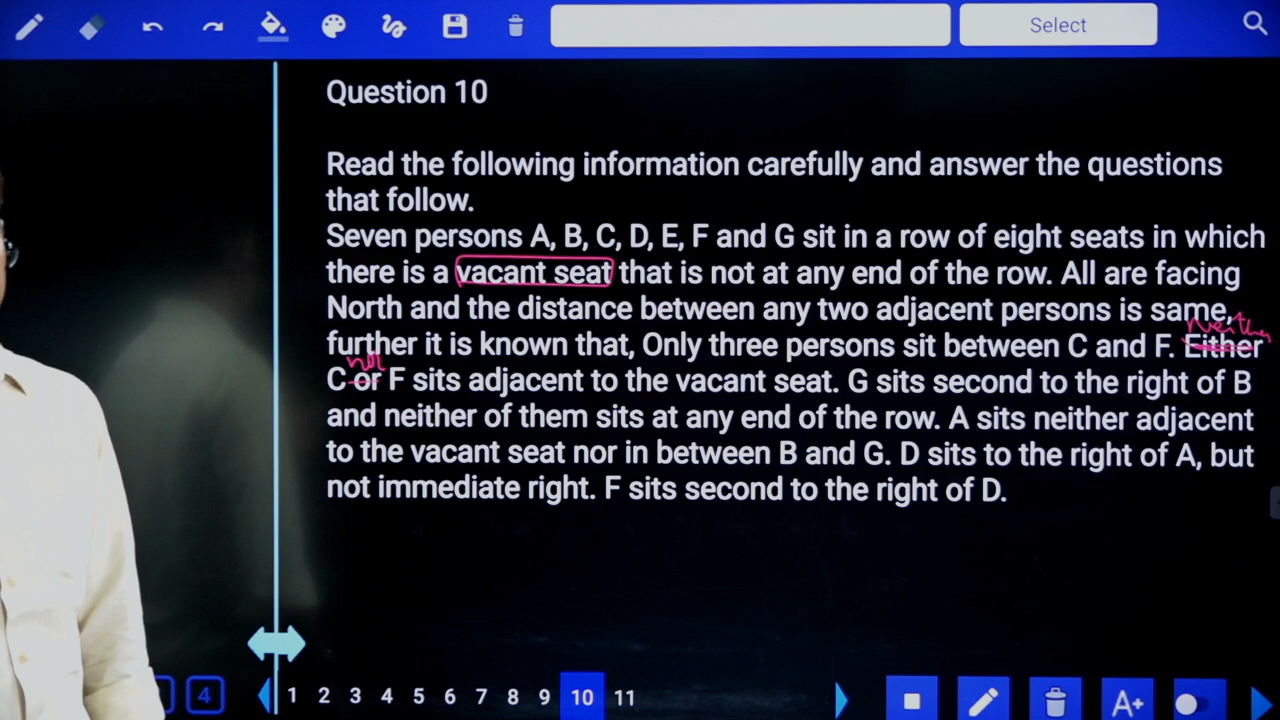 Select
Question 10
Read the following information carefully and answer the questions
that follow.
Seven persons A, B, C, D, E, F and G sit in a row of eight seats in which
there is a vacant seat that is not at any end of the row. All are facing
North and the distance between any two adjacent persons is same,
Neither
further it is known that, Only three persons sit between C and F. Either
nor
C or F sits adjacent to the vacant seat. G sits second to the right of B
and neither of them sits at any end of the row. A sits neither adjacent
to the vacant seat nor in between B and G. D sits to the right of A, but
not immediate right. F sits second to the right of D.
4 1 2 3 4 5 6 7 8 9 10 11 A+